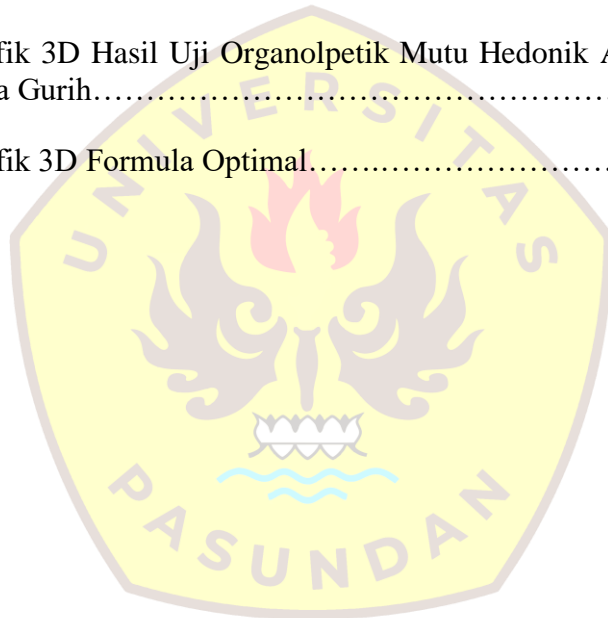 fik 3D Hasil Uji Organolpetik Mutu Hedonik A
a Gurih……………………………………………
fik 3D Formula Optimal…….……………………
UNIVERSITAS
PASUNDAN